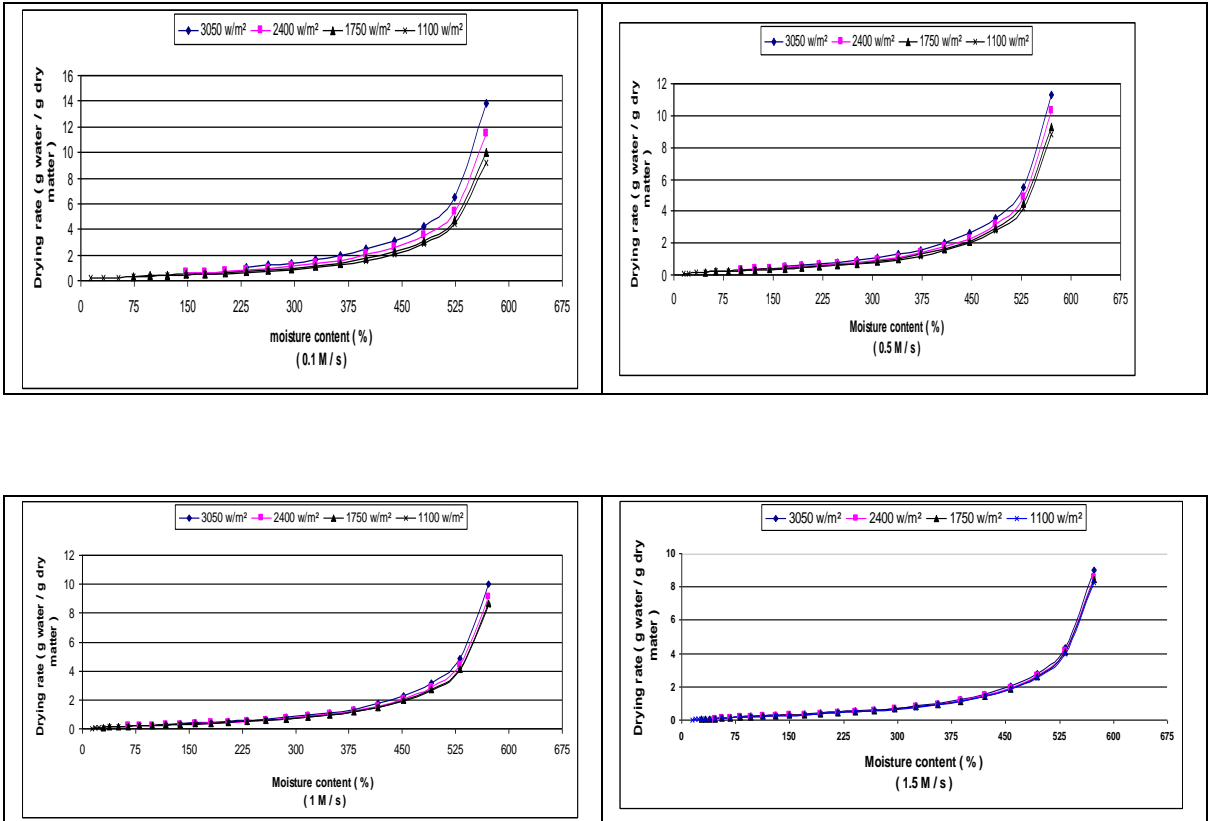 3050 w/m² 2400 w/m² 1750 w/m² 1100 w/m²
Drying rate ( g water / g dry
matter )
16
14
12
10
8
6
4
2
0
0 75 150 225 300 375 450 525 600 675
moisture content ( % )
( 0.1 M / s )
3050 w/m² 2400 w/m² 1750 w/m² 1100 w/m²
Drying rate ( g water / g dry
matter )
12
10
8
6
4
2
0
0 75 150 225 300 375 450 525 600 675
Moisture content ( % )
( 0.5 M / s )
3050 w/m² 2400 w/m² 1750 w/m² 1100 w/m²
Drying rate ( g water / g dry
matter )
12
10
8
6
4
2
0
0 75 150 225 300 375 450 525 600 675
Moisture content ( % )
( 1 M / s )
3050 w/m² 2400 w/m² 1750 w/m² 1100 w/m²
Drying rate ( g water / g dry
mater )
10
8
6
4
2
0
0 75 150 225 300 375 450 525 600 675
Moisture content ( % )
( 1.5 M / s )